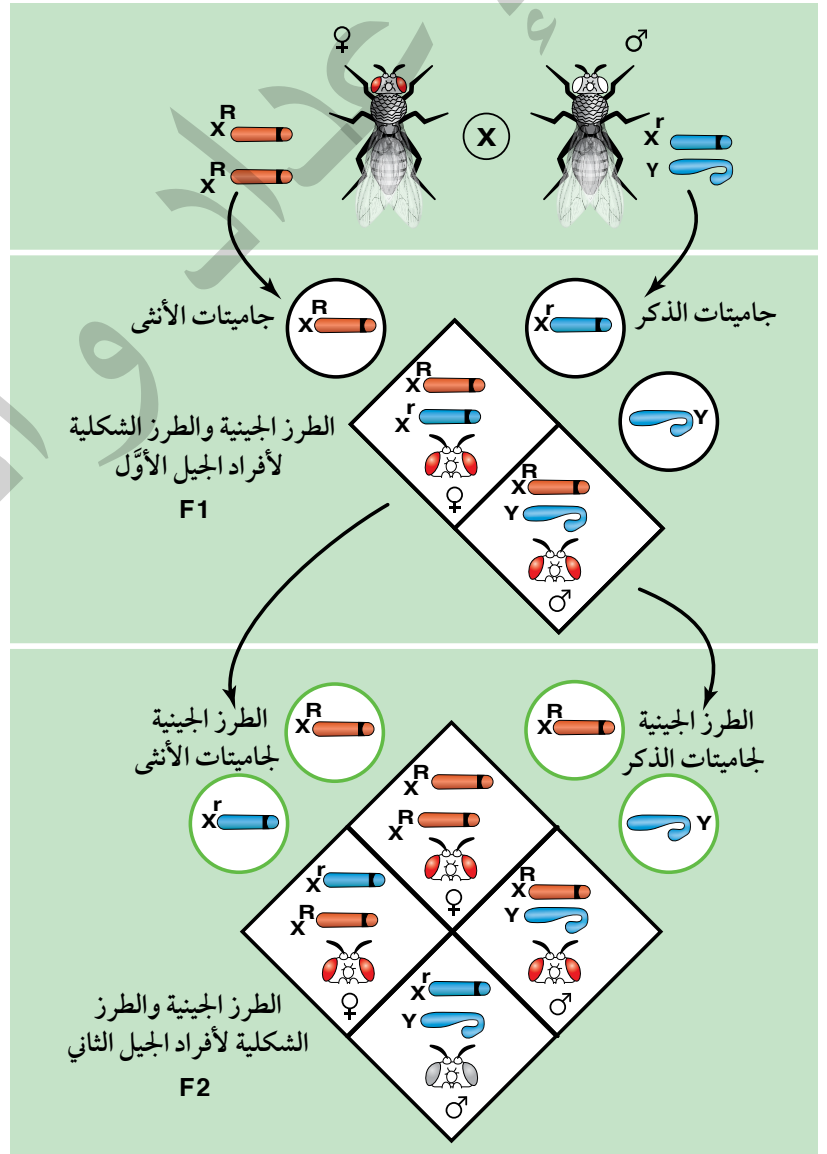 ♀ ♂
X^R
X^R
X
X^r
Y
جاميتات الأنثى
X^R
X^r
جاميتات الذكر
Y
الطرز الجينية والطرز الشكلية
لأفراد الجيل الأوَّل
F1
X^R
X^r
♀
X^R
Y
♂
الطرز الجينية
لجاميتات الأنثى
X^R
X^r
الطرز الجينية
لجاميتات الذكر
X^R
Y
X^R
X^R
♀
X^r
X^R
♀
X^R
Y
♂
X^r
Y
♂
الطرز الجينية والطرز
الشكلية لأفراد الجيل الثاني
F2